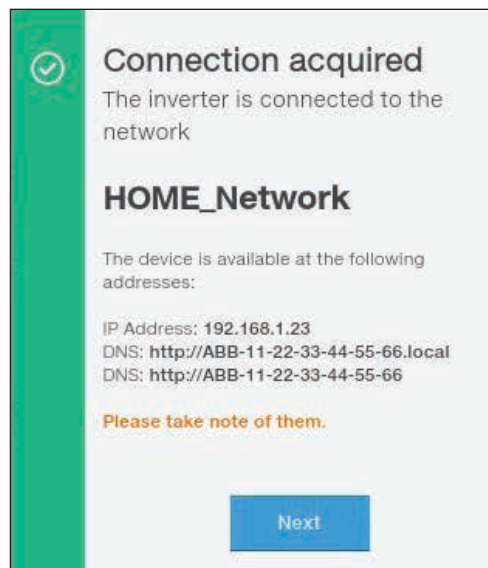 Connection acquired
The inverter is connected to the
network
HOME_Network
The device is available at the following
addresses:
IP Address: 192.168.1.23
DNS: http://ABB-11-22-33-44-55-66.local
DNS: http://ABB-11-22-33-44-55-66
Please take note of them.
Next